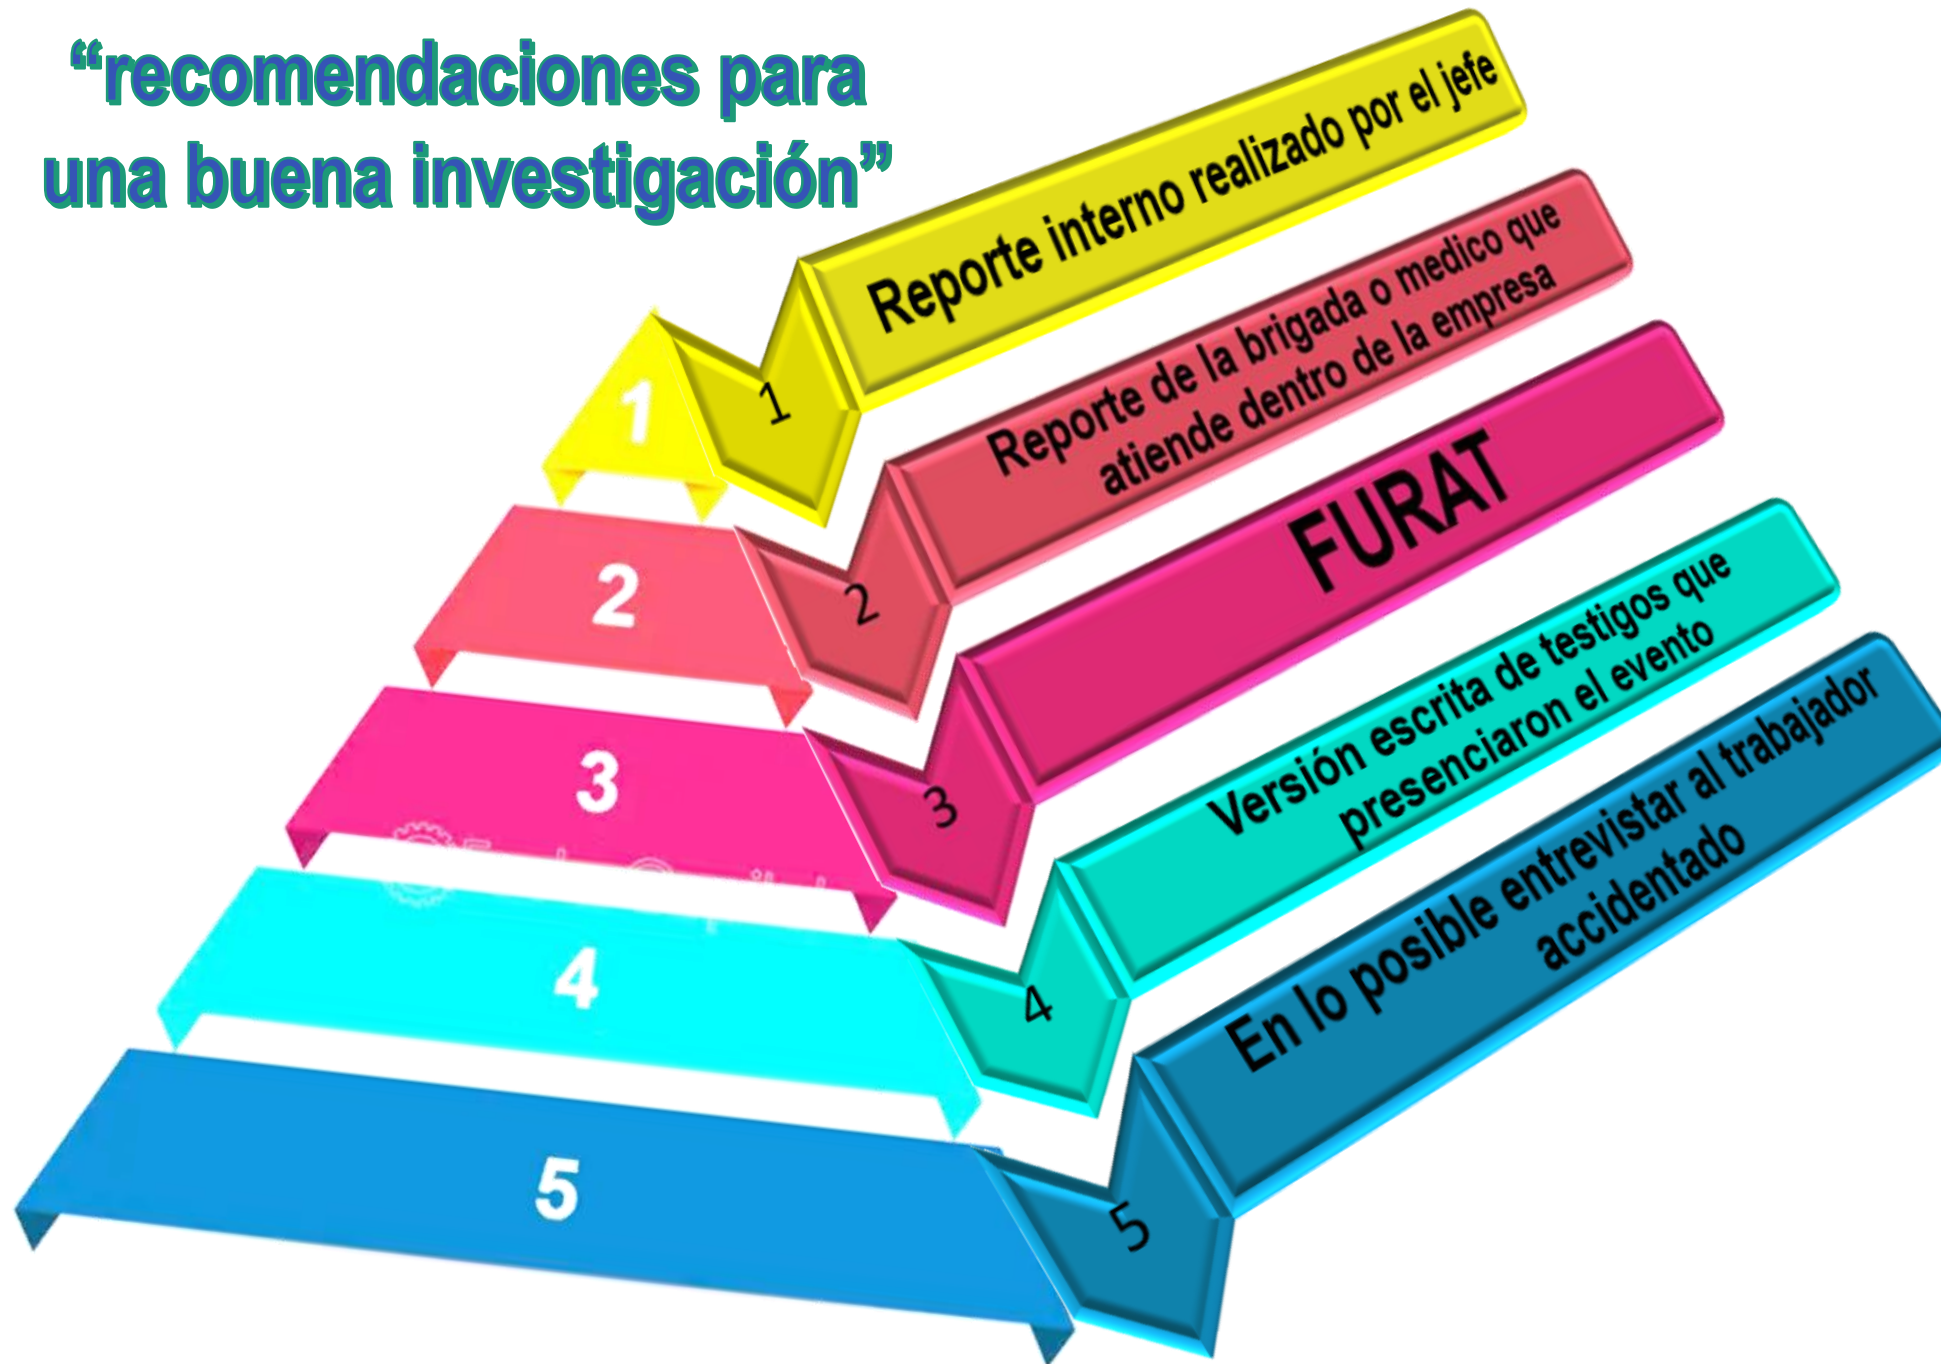 “recomendaciones para
una buena investigación”
1
1
Reporte interno realizado por el jefe
2
2
Reporte de la brigada o medico que
atiende dentro de la empresa
3
3
FURAT
4
4
Versión escrita de testigos que
presenciaron el evento
5
5
En lo posible entrevistar al trabajador
accidentado